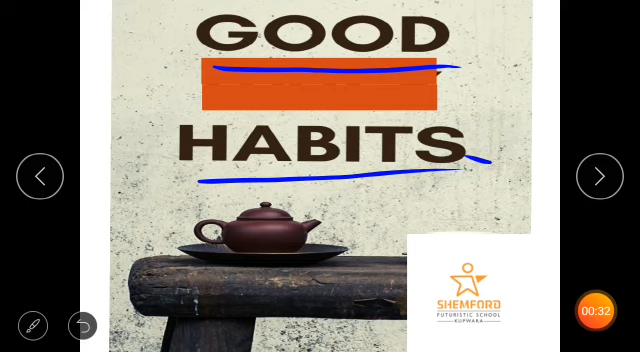 GOOD
HABITS
SHEMFORD
FUTURISTIC SCHOOL
KUPWARA
00:32